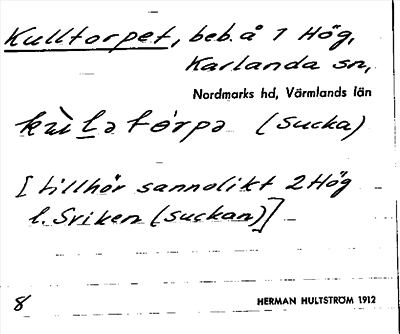 Kulltorpet, beb. å 1 Hög,
Karlanda sn,
Nordmarks hd, Värmlands län
(sucka)
[tillhör sannolikt 2 Hög
l. Sriken (suckan)]
8 HERMAN HULTSTRÖM 1912